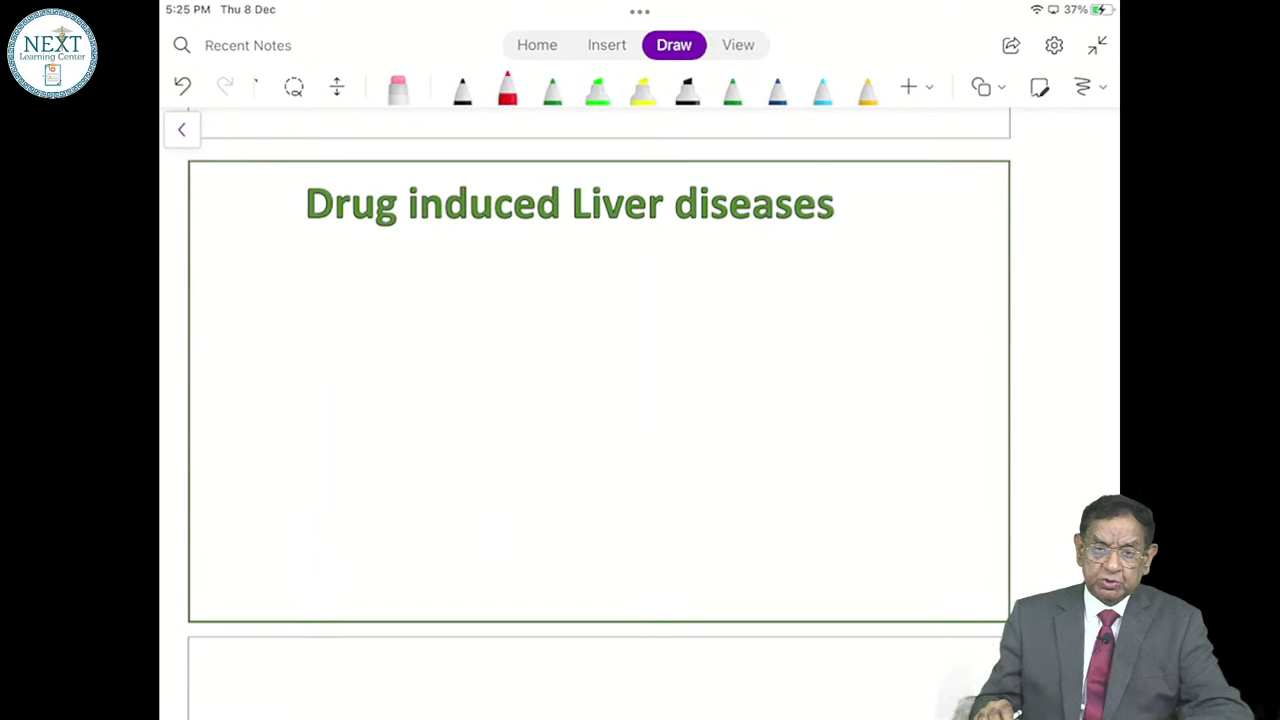 5:25 PM Thu 8 Dec
37%
NEXT
Learning Center
Recent Notes
Home Insert Draw View
Drug induced Liver diseases